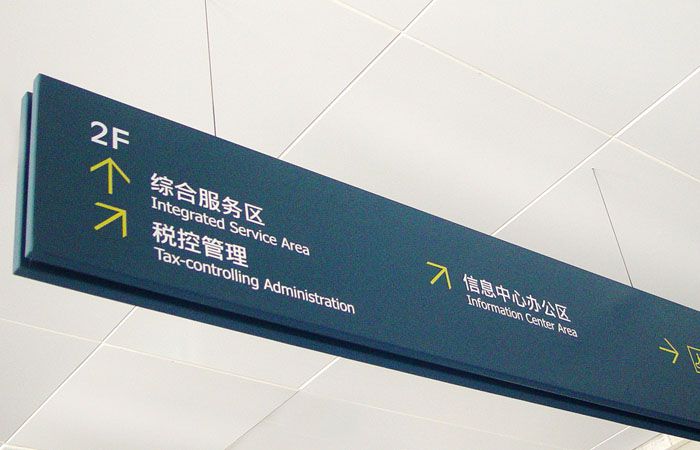 2F
综合服务区
Integrated Service Area
税控管理
Tax-controlling Administration
信息中心办公区
Information Center Area